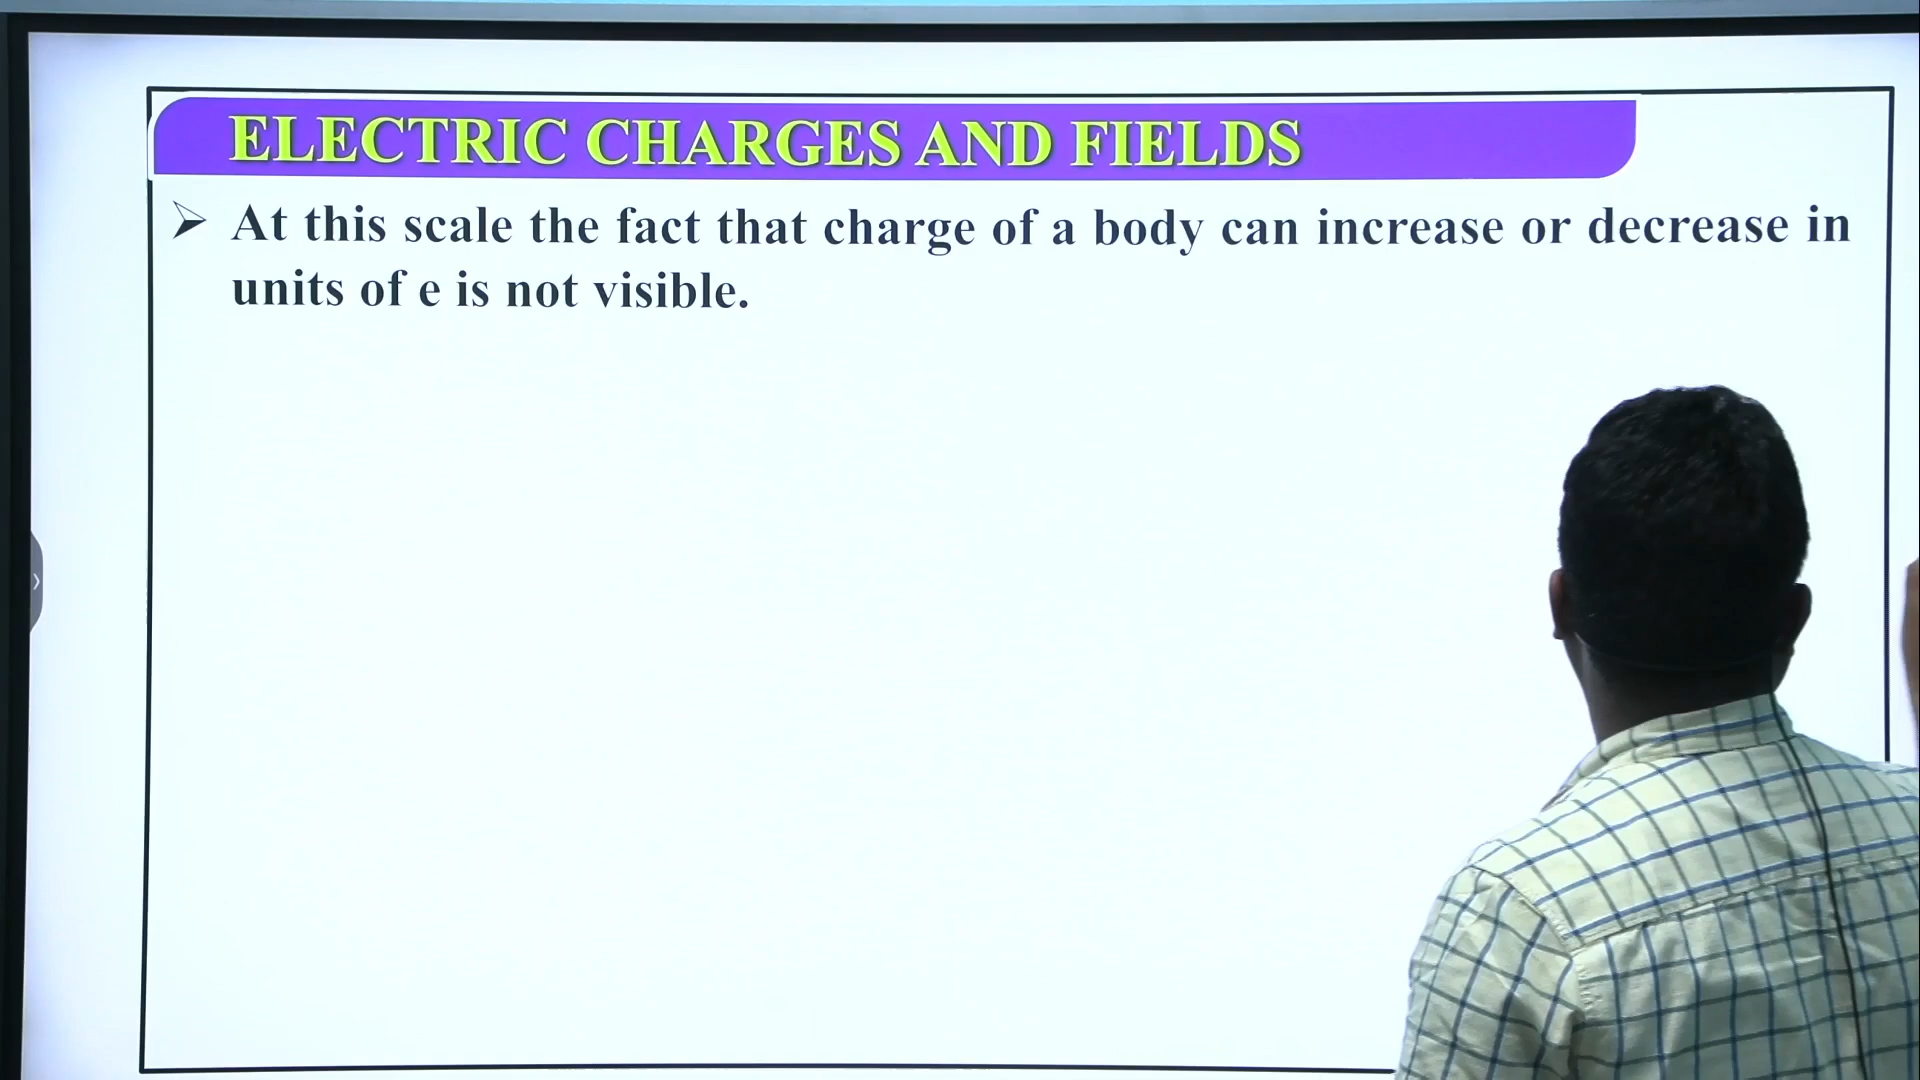 ELECTRIC CHARGES AND FIELDS
At this scale the fact that charge of a body can increase or decrease in
units of e is not visible.